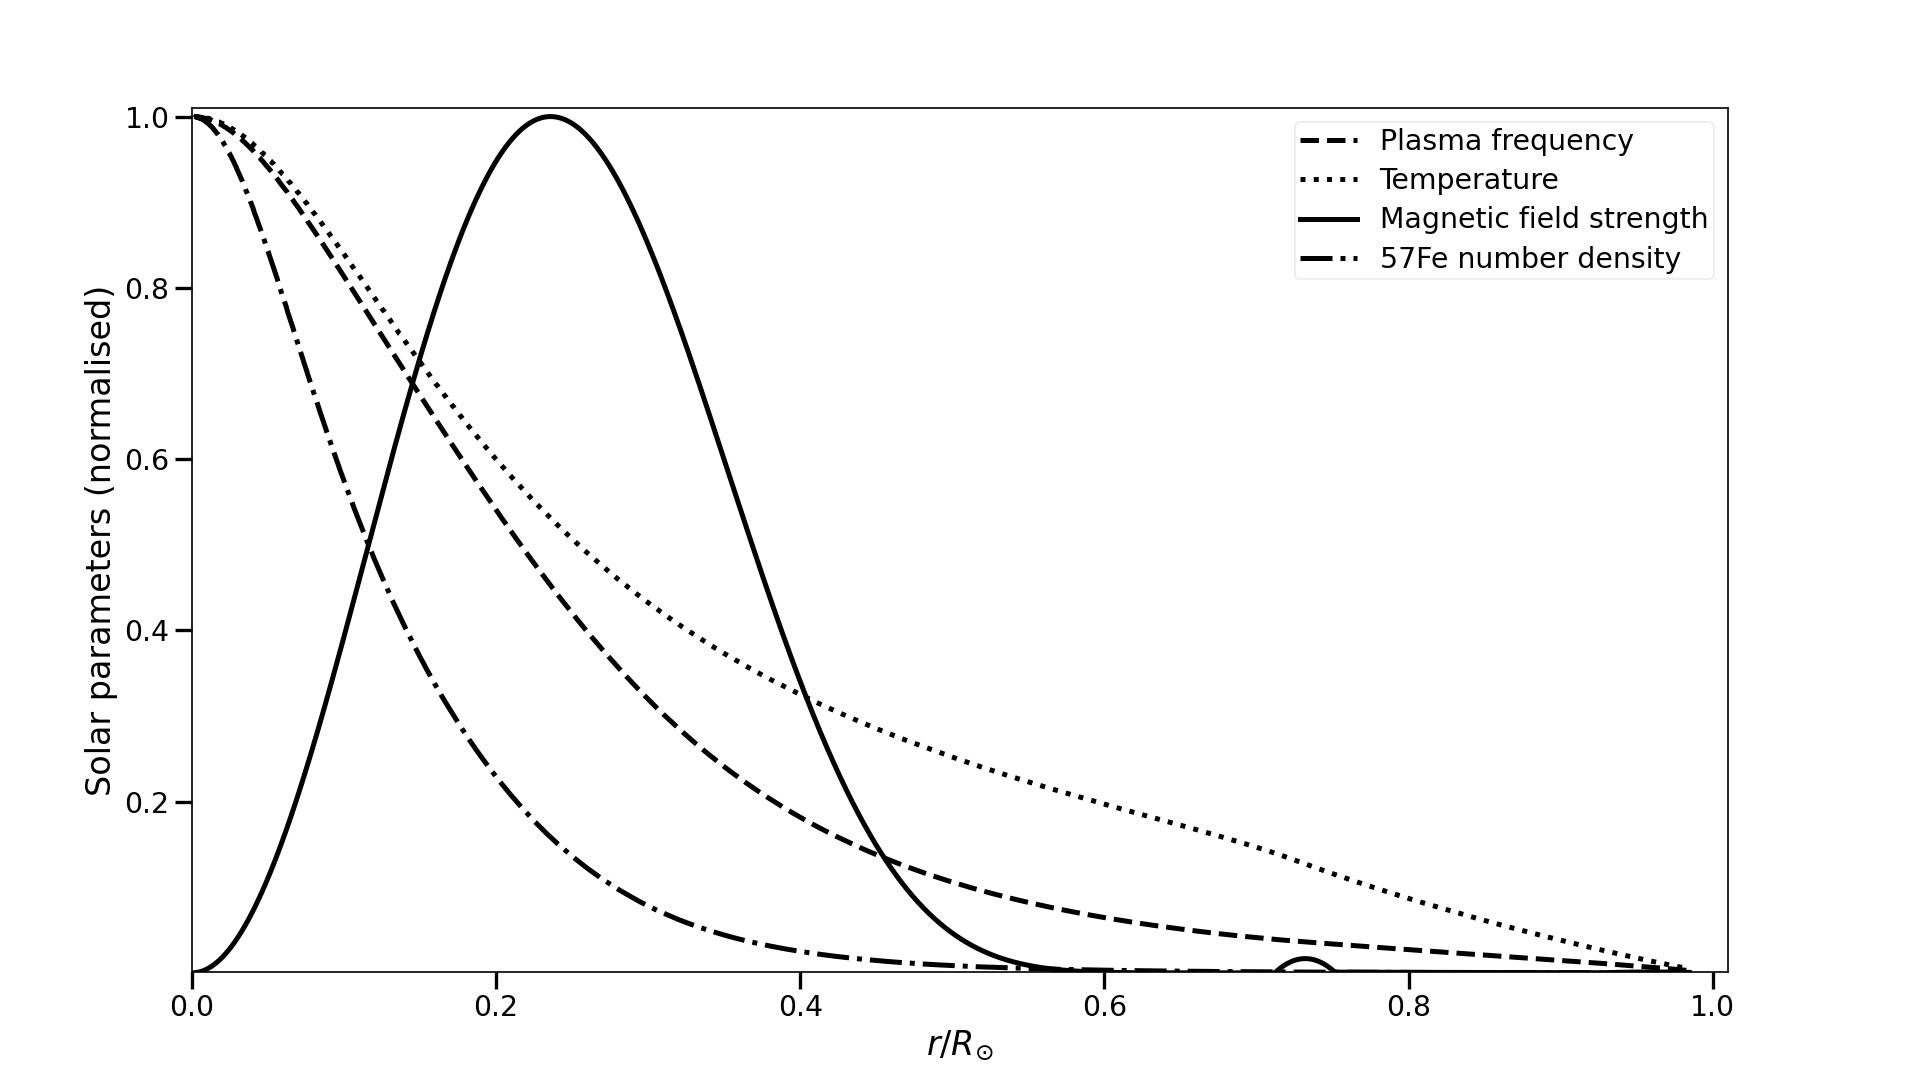 Plasma frequency
Temperature
Magnetic field strength
57Fe number density
Solar parameters (normalised)
1.0
0.8
0.6
0.4
0.2
0.0 0.2 0.4 0.6 0.8 1.0
r/R⊙